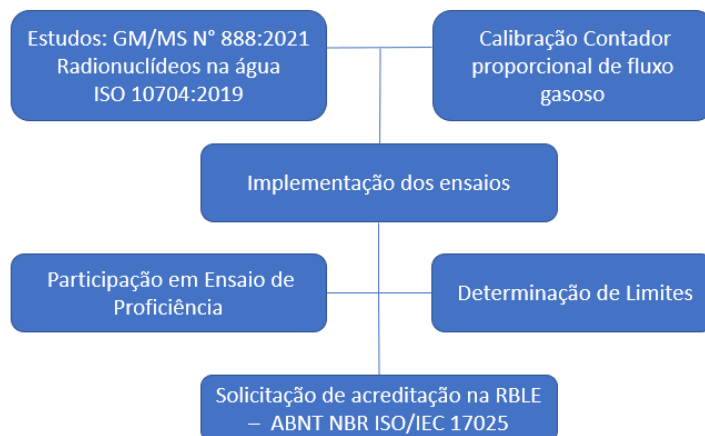 Estudos: GM/MS N° 888:2021
Radionuclídeos na água
ISO 10704:2019
Calibração Contador
proporcional de fluxo
gasoso
Implementação dos ensaios
Participação em Ensaio de
Proficiência
Determinação de Limites
Solicitação de acreditação na RBLE
– ABNT NBR ISO/IEC 17025